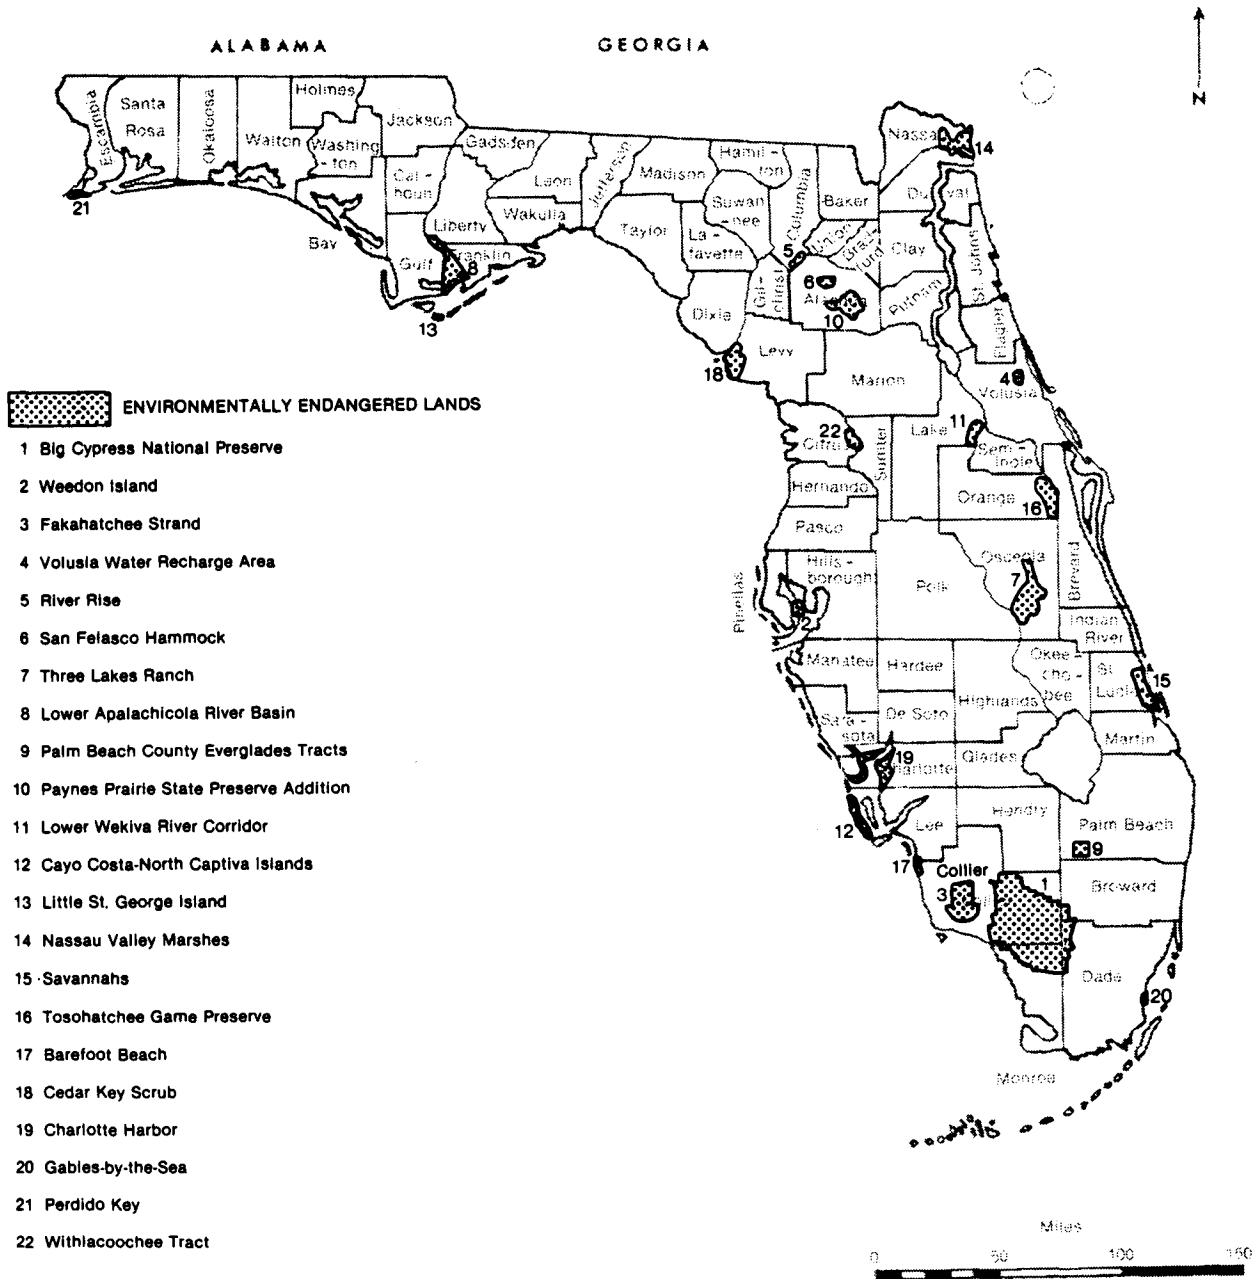 ALABAMA
GEORGIA
N
Escambia
Santa
Rosa
Okaloosa
Walton
Holmes
Washing
-ton
Jackson
Bay
Cal-
houn
Gulf
Gadsden
Liberty
Franklin
Leon
Wakulla
Jefferson
Madison
Taylor
Hamil-
ton
Suwan
-nee
La-
fayette
Columbia
Baker
Nassa
Duval
Union
Brad-
ford
Clay
St. Johns
Putnam
Gil-
christ
Dixie
Levy
Marion
Flagler
Volusia
Citrus
Sumter
Lake
Sem-
inole
Orange
Hernando
Pasco
Hills-
borough
Pinellas
Polk
Osceola
Brevard
Indian
River
Manatee
Hardee
Highlands
Okee-
cho-
bee
St.
Luci
Sara-
sota
De Soto
Martin
Charlotte
Glades
Lee
Hendry
Palm Beach
Collier
Broward
Dade
Monroe
21
8
13
5
6
10
14
18
4
22
11
16
7
2
15
19
12
17
3
1
9
20
ENVIRONMENTALLY ENDANGERED LANDS
1 Big Cypress National Preserve
2 Weedon Island
3 Fakahatchee Strand
4 Volusia Water Recharge Area
5 River Rise
6 San Felasco Hammock
7 Three Lakes Ranch
8 Lower Apalachicola River Basin
9 Palm Beach County Everglades Tracts
10 Paynes Prairie State Preserve Addition
11 Lower Wekiva River Corridor
12 Cayo Costa-North Captiva Islands
13 Little St. George Island
14 Nassau Valley Marshes
15 Savannahs
16 Tosohatchee Game Preserve
17 Barefoot Beach
18 Cedar Key Scrub
19 Charlotte Harbor
20 Gables-by-the-Sea
21 Perdido Key
22 Withlacoochee Tract
Miles
0 50 100 150